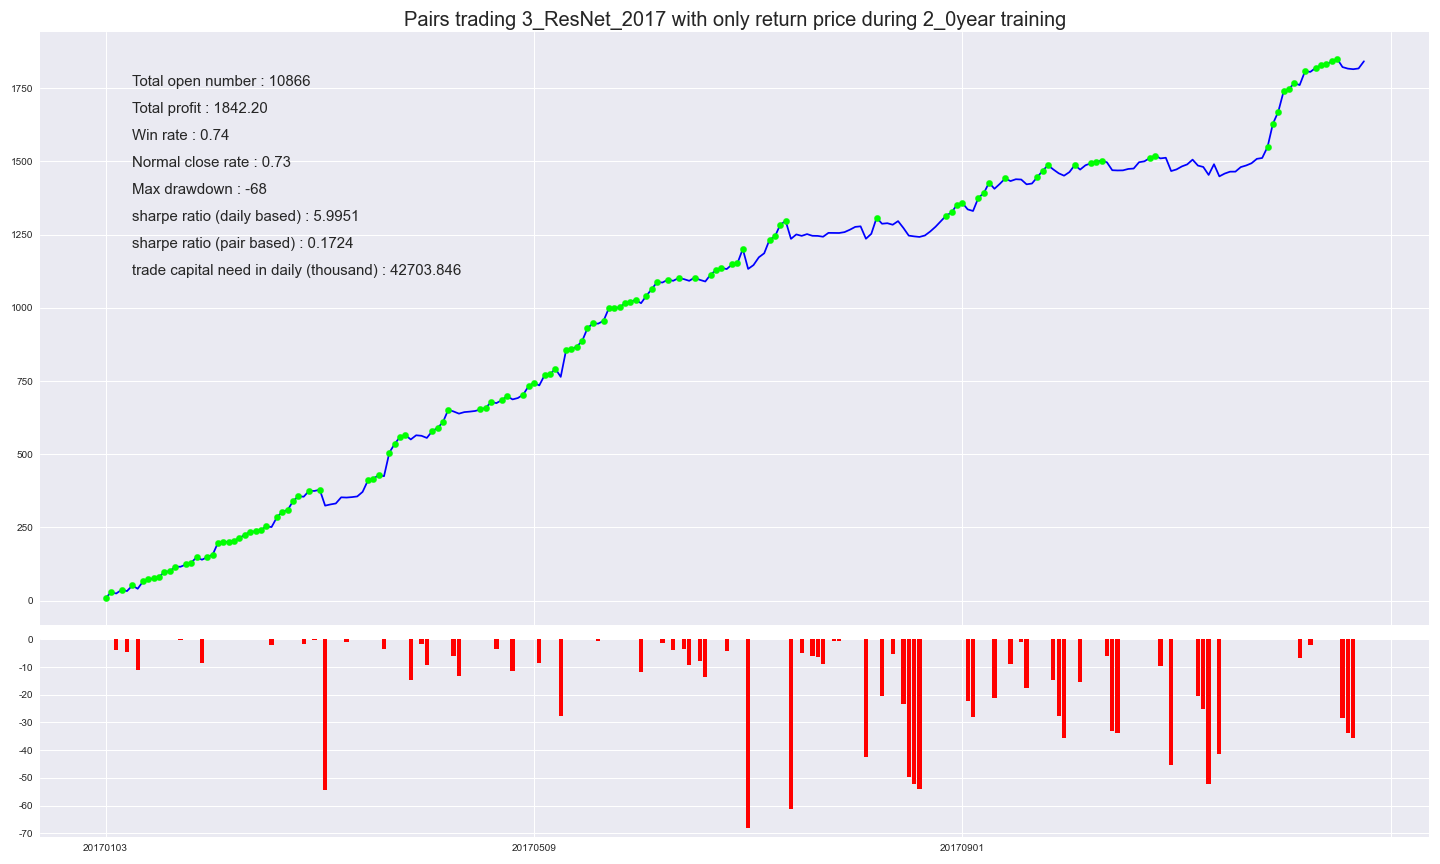 Pairs trading 3_ResNet_2017 with only return price during 2_0year training
Total open number : 10866
Total profit : 1842.20
Win rate : 0.74
Normal close rate : 0.73
Max drawdown : -68
sharpe ratio (daily based) : 5.9951
sharpe ratio (pair based) : 0.1724
trade capital need in daily (thousand) : 42703.846
1750
1500
1250
1000
750
500
250
0
0
-10
-20
-30
-40
-50
-60
-70
20170103
20170509
20170901